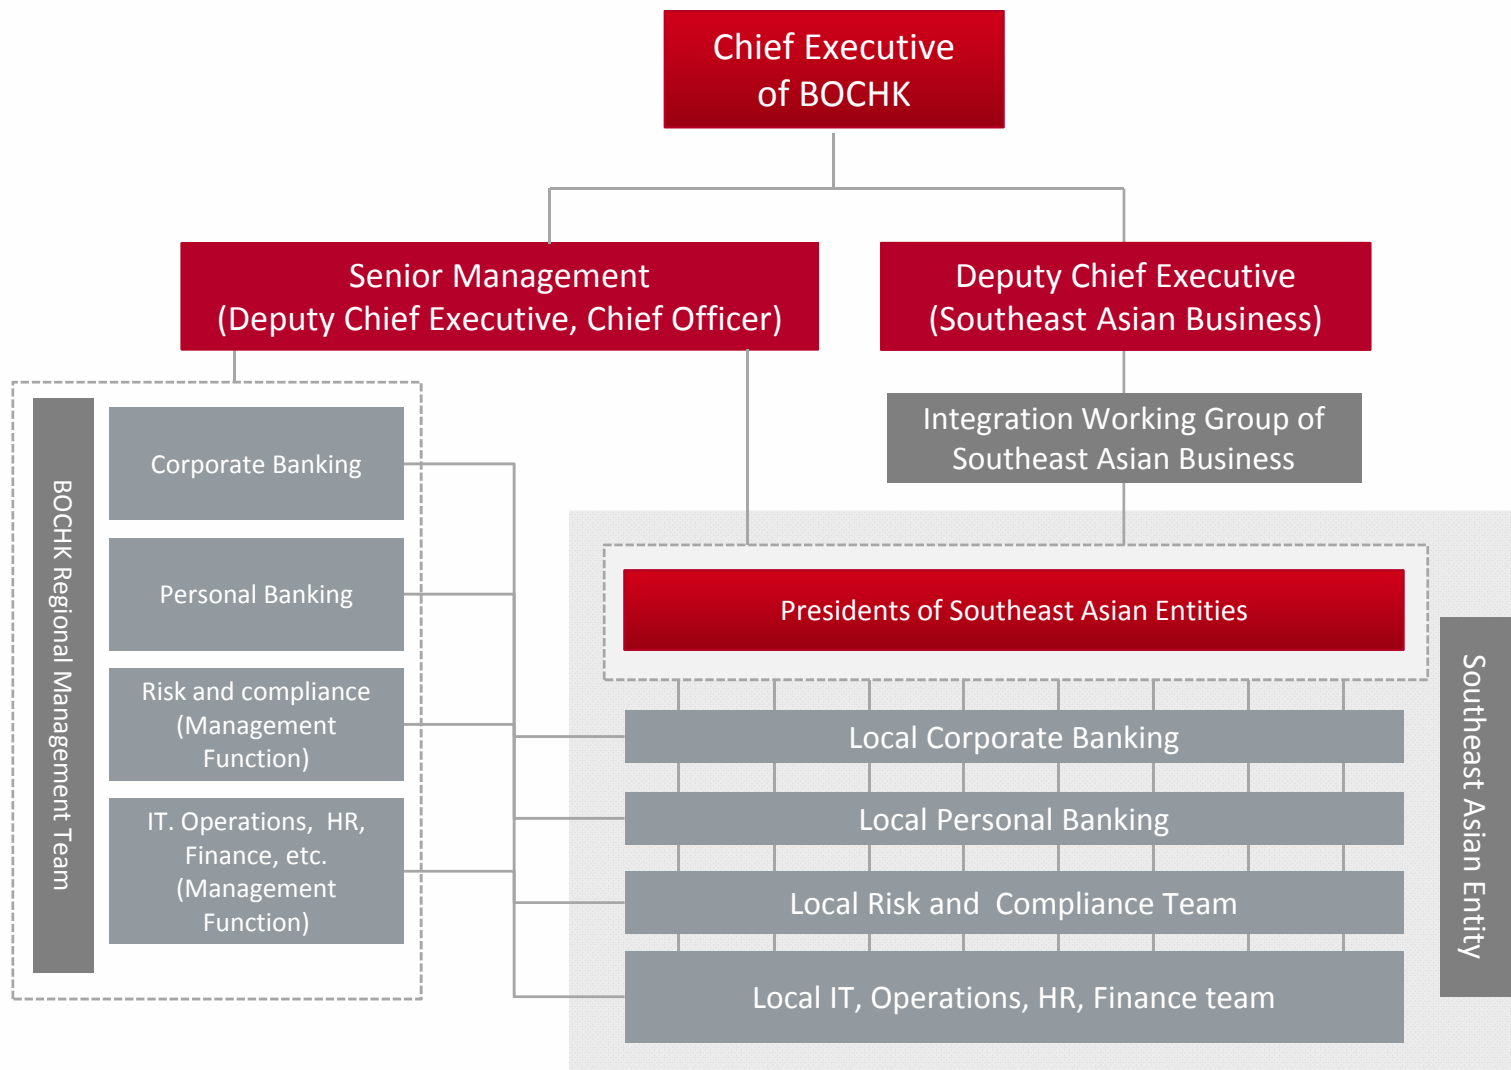 Chief Executive
of BOCHK
Senior Management
(Deputy Chief Executive, Chief Officer)
Deputy Chief Executive
(Southeast Asian Business)
Integration Working Group of
Southeast Asian Business
BOCHK Regional Management Team
Corporate Banking
Personal Banking
Risk and compliance
(Management
Function)
IT. Operations, HR,
Finance, etc.
(Management
Function)
Presidents of Southeast Asian Entities
Local Corporate Banking
Local Personal Banking
Local Risk and Compliance Team
Local IT, Operations, HR, Finance team
Southeast Asian Entity